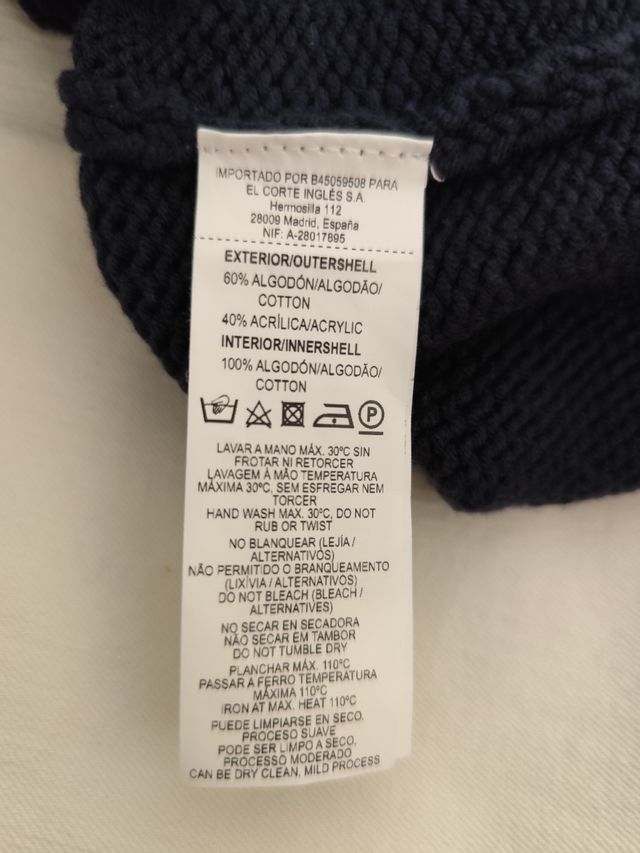 IMPORTADO POR B45059508 PARA
EL CORTE INGLÉS S.A.
Hermosilla 112
28009 Madrid, España
NIF: A-28017895
EXTERIOR/OUTERSHELL
60% ALGODÓN/ALGODÃO/
COTTON
40% ACRÍLICA/ACRYLIC
INTERIOR/INNERSHELL
100% ALGODÓN/ALGODÃO/
COTTON
P
LAVAR A MANO MÁX. 30ºC SIN
FROTAR NI RETORCER
LAVAGEM À MÃO TEMPERATURA
MÁXIMA 30ºC, SEM ESFREGAR NEM
TORCER
HAND WASH MAX. 30ºC, DO NOT
RUB OR TWIST
NO BLANQUEAR (LEJÍA /
ALTERNATIVOS)
NÃO PERMITIDO O BRANQUEAMENTO
(LIXÍVIA / ALTERNATIVOS)
DO NOT BLEACH (BLEACH /
ALTERNATIVES)
NO SECAR EN SECADORA
NÃO SECAR EM TAMBOR
DO NOT TUMBLE DRY
PLANCHAR MÁX. 110ºC
PASSAR A FERRO TEMPERATURA
MÁXIMA 110ºC
IRON AT MAX. HEAT 110ºC
PUEDE LIMPIARSE EN SECO.
PROCESO SUAVE
PODE SER LIMPO A SECO,
PROCESSO MODERADO
CAN BE DRY CLEAN, MILD PROCESS